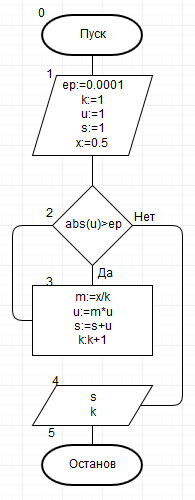 0
Пуск
1
ep:=0.0001
k:=1
u:=1
s:=1
x:=0.5
2
abs(u)>ep
Нет
Да
3
m:=x/k
u:=m*u
s:=s+u
k:k+1
4
s
k
5
Останов